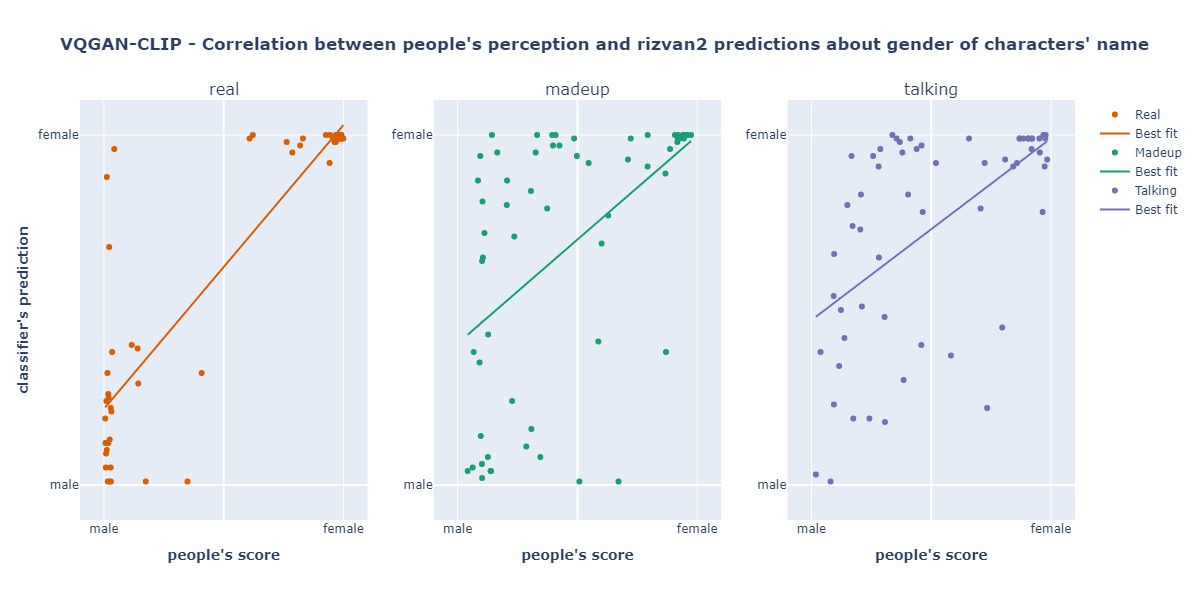 VQGAN-CLIP - Correlation between people's perception and rizvan2 predictions about gender of characters' name
real
madeup
talking
female
male
female
male
female
male
classifier's prediction
male
female
male
female
male
female
people's score
people's score
people's score
Real
Best fit
Madeup
Best fit
Talking
Best fit